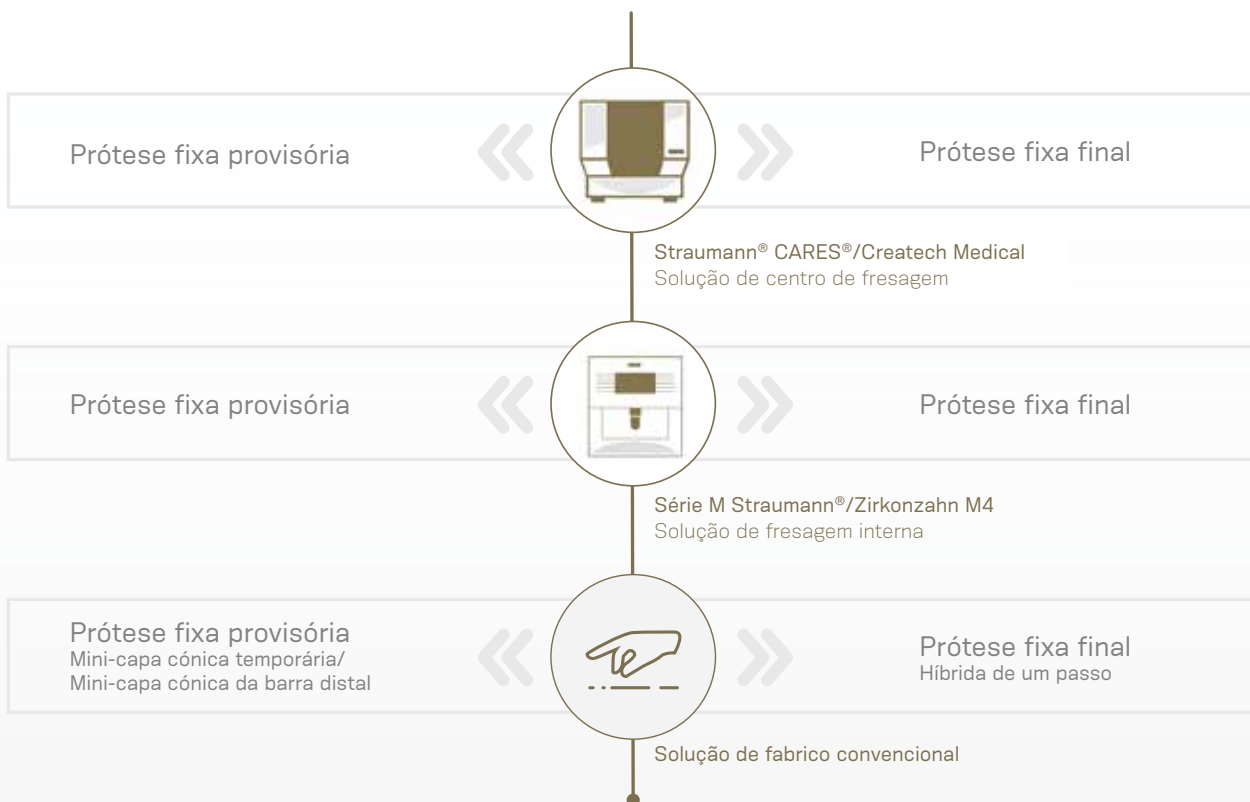 Prótese fixa provisória
Prótese fixa final
Straumann® CARES®/Createch Medical
Solução de centro de fresagem
Prótese fixa provisória
Prótese fixa final
Série M Straumann®/Zirkonzahn M4
Solução de fresagem interna
Prótese fixa provisória
Mini-capa cónica temporária/
Mini-capa cónica da barra distal
Prótese fixa final
Híbrida de um passo
Solução de fabrico convencional